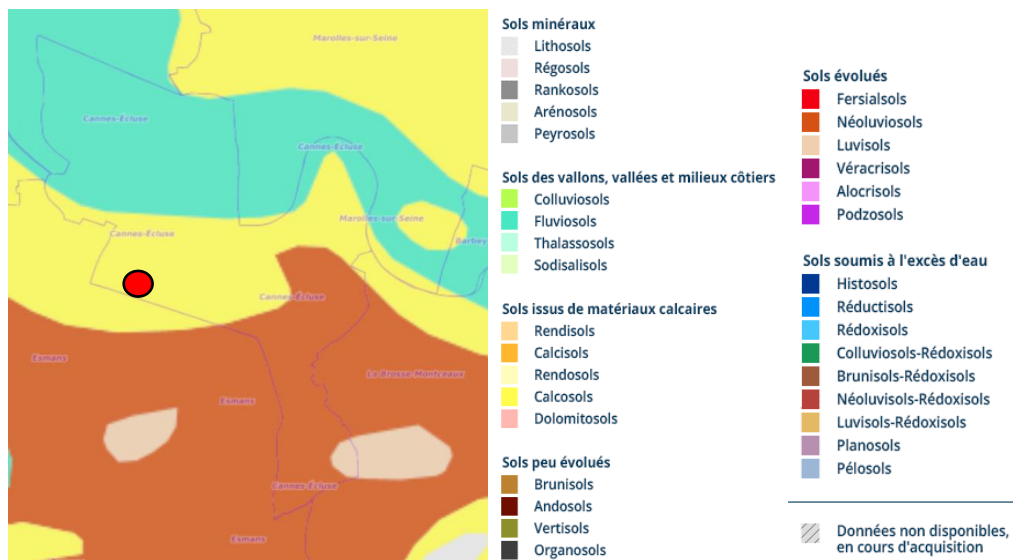 Marolles-sur-Seine
Cannes-Écluse
Cannes-Écluse
Marolles-sur-Seine
Cannes-Écluse
Barbey
Cannes-Écluse
Esmans
La Brosse-Montceaux
Esmans
Cannes-Écluse
Esmans
Sols minéraux
Lithosols
Régosols
Rankosols
Arénosols
Peyrosols
Sols des vallons, vallées et milieux côtiers
Colluviosols
Fluviosols
Thalassosols
Sodisalisols
Sols issus de matériaux calcaires
Rendisols
Calcisols
Rendosols
Calcosols
Dolomitosols
Sols peu évolués
Brunisols
Andosols
Vertisols
Organosols
Sols évolués
Fersialsols
Néoluviosols
Luvisols
Véracrisols
Alocrisols
Podzosols
Sols soumis à l'excès d'eau
Histosols
Réductisols
Rédoxisols
Colluviosols-Rédoxisols
Brunisols-Rédoxisols
Néoluvisols-Rédoxisols
Luvisols-Rédoxisols
Planosols
Pélosols
Données non disponibles,
en cours d'acquisition